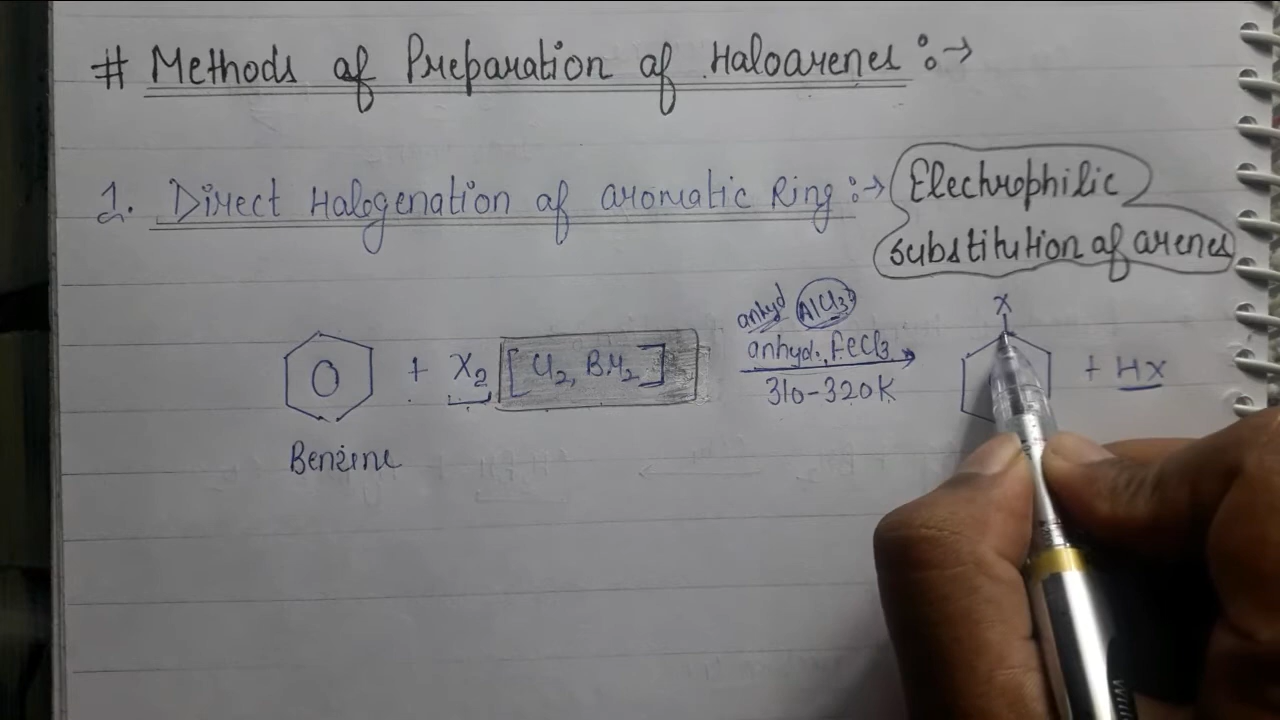 # Methods of Preparation of Haloarenes :→
1. Direct Halogenation of aromatic Ring :→ Electrophilic
substitution of arenes
anhyd AlCl3
anhyd. FeCl3
+ X2 [Cl2, Br2]
310-320K
X
+ HX
Benzene